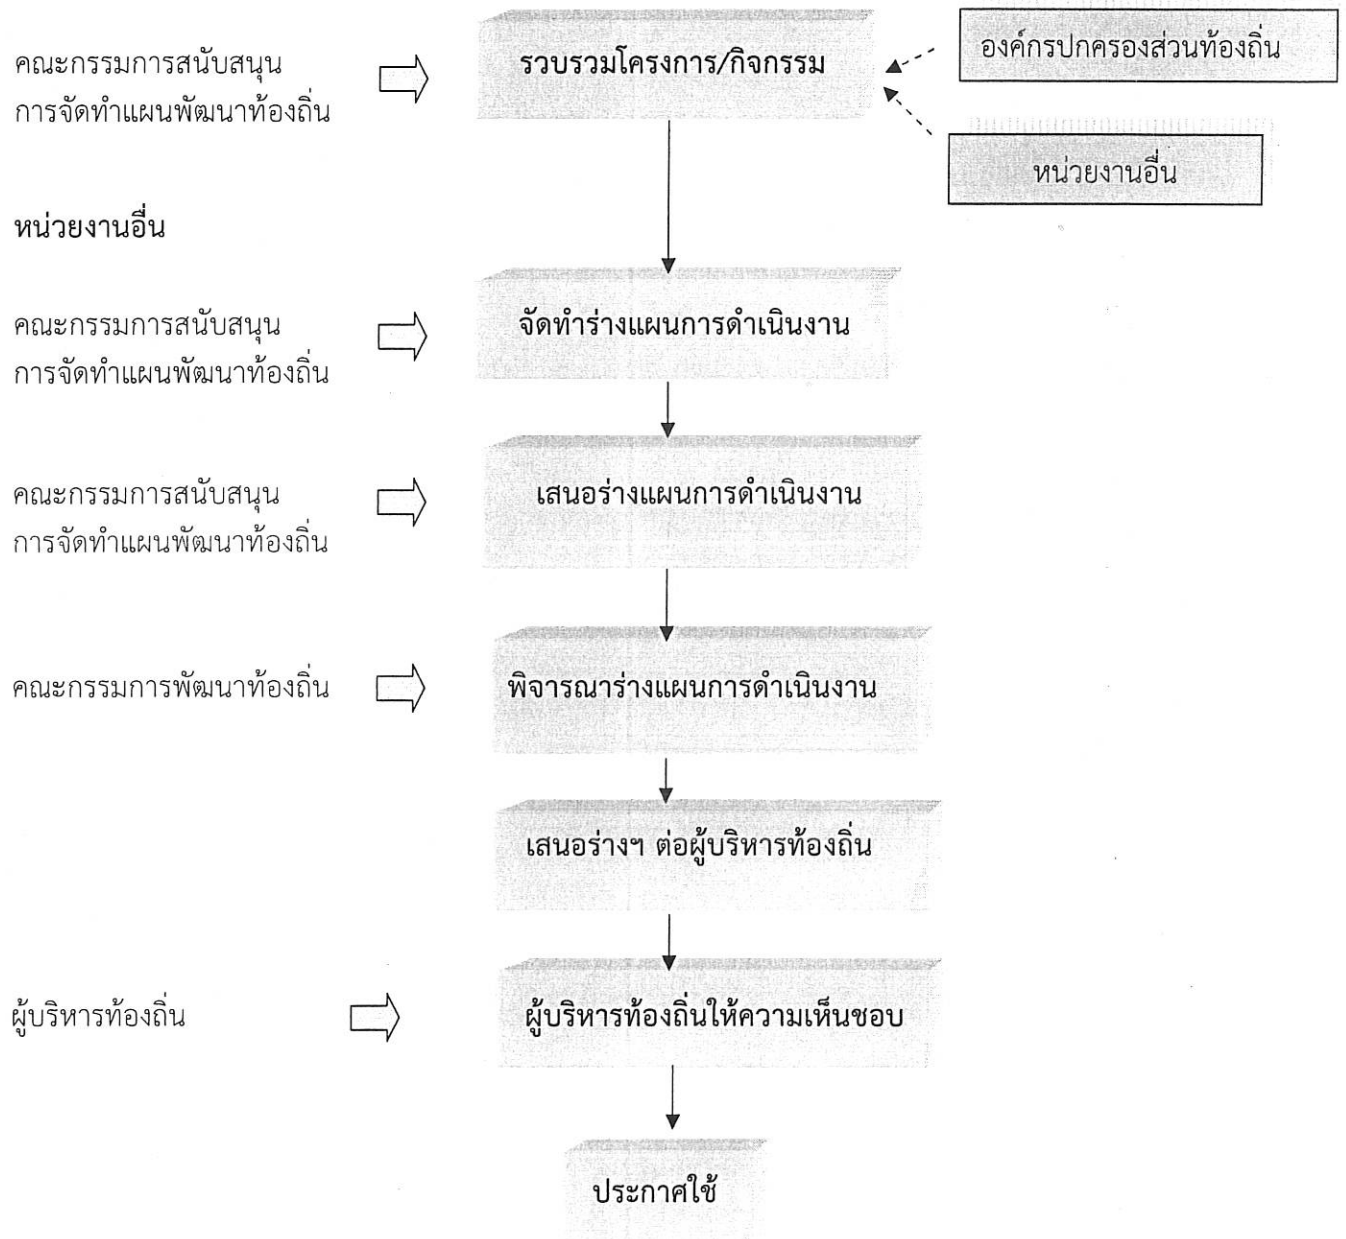 คณะกรรมการสนับสนุน
การจัดทำแผนพัฒนาท้องถิ่น
รวบรวมโครงการ/กิจกรรม
องค์กรปกครองส่วนท้องถิ่น
หน่วยงานอื่น
หน่วยงานอื่น
คณะกรรมการสนับสนุน
การจัดทำแผนพัฒนาท้องถิ่น
จัดทำร่างแผนการดำเนินงาน
คณะกรรมการสนับสนุน
การจัดทำแผนพัฒนาท้องถิ่น
เสนอร่างแผนการดำเนินงาน
คณะกรรมการพัฒนาท้องถิ่น
พิจารณาร่างแผนการดำเนินงาน
เสนอร่างฯ ต่อผู้บริหารท้องถิ่น
ผู้บริหารท้องถิ่น
ผู้บริหารท้องถิ่นให้ความเห็นชอบ
ประกาศใช้